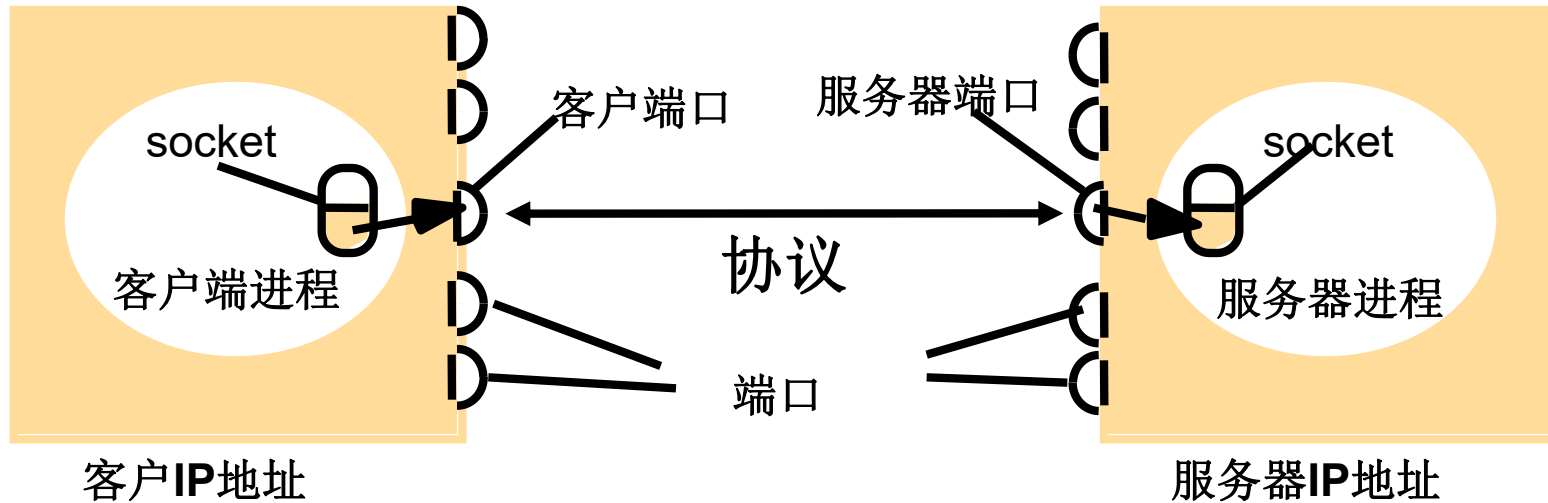 客户端口
服务器端口
socket
socket
协议
客户端进程
服务器进程
端口
客户IP地址
服务器IP地址